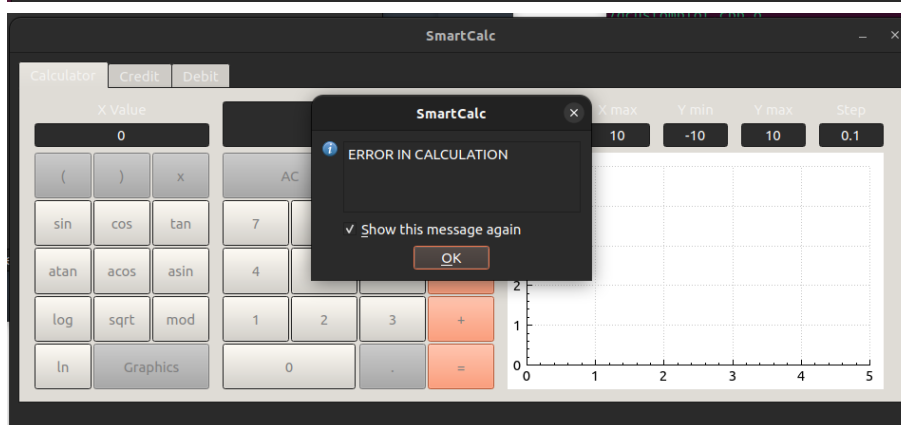 SmartCalc
Calculator Credit Debit
X Value
X max Y min Y max Step
0
10 -10 10 0.1
SmartCalc
ERROR IN CALCULATION
Show this message again
OK
( ) x AC
sin cos tan 7
atan acos asin 4
log sqrt mod 1 2 3 +
ln Graphics 0 . =
2
1
0
0 1 2 3 4 5